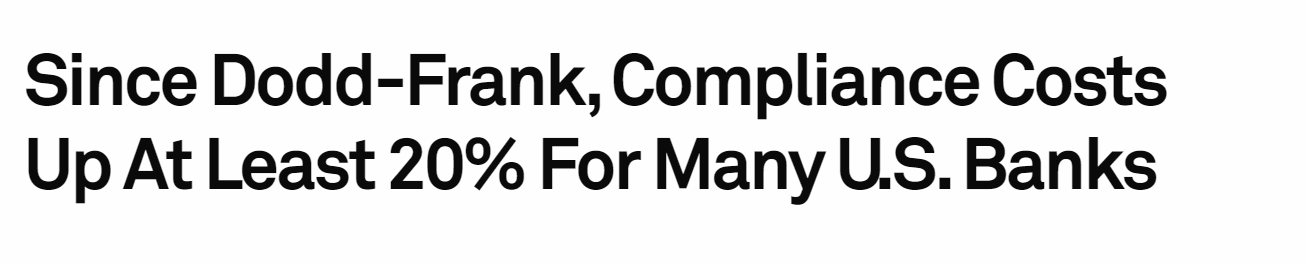 Since Dodd-Frank, Compliance Costs
Up At Least 20% For Many U.S. Banks